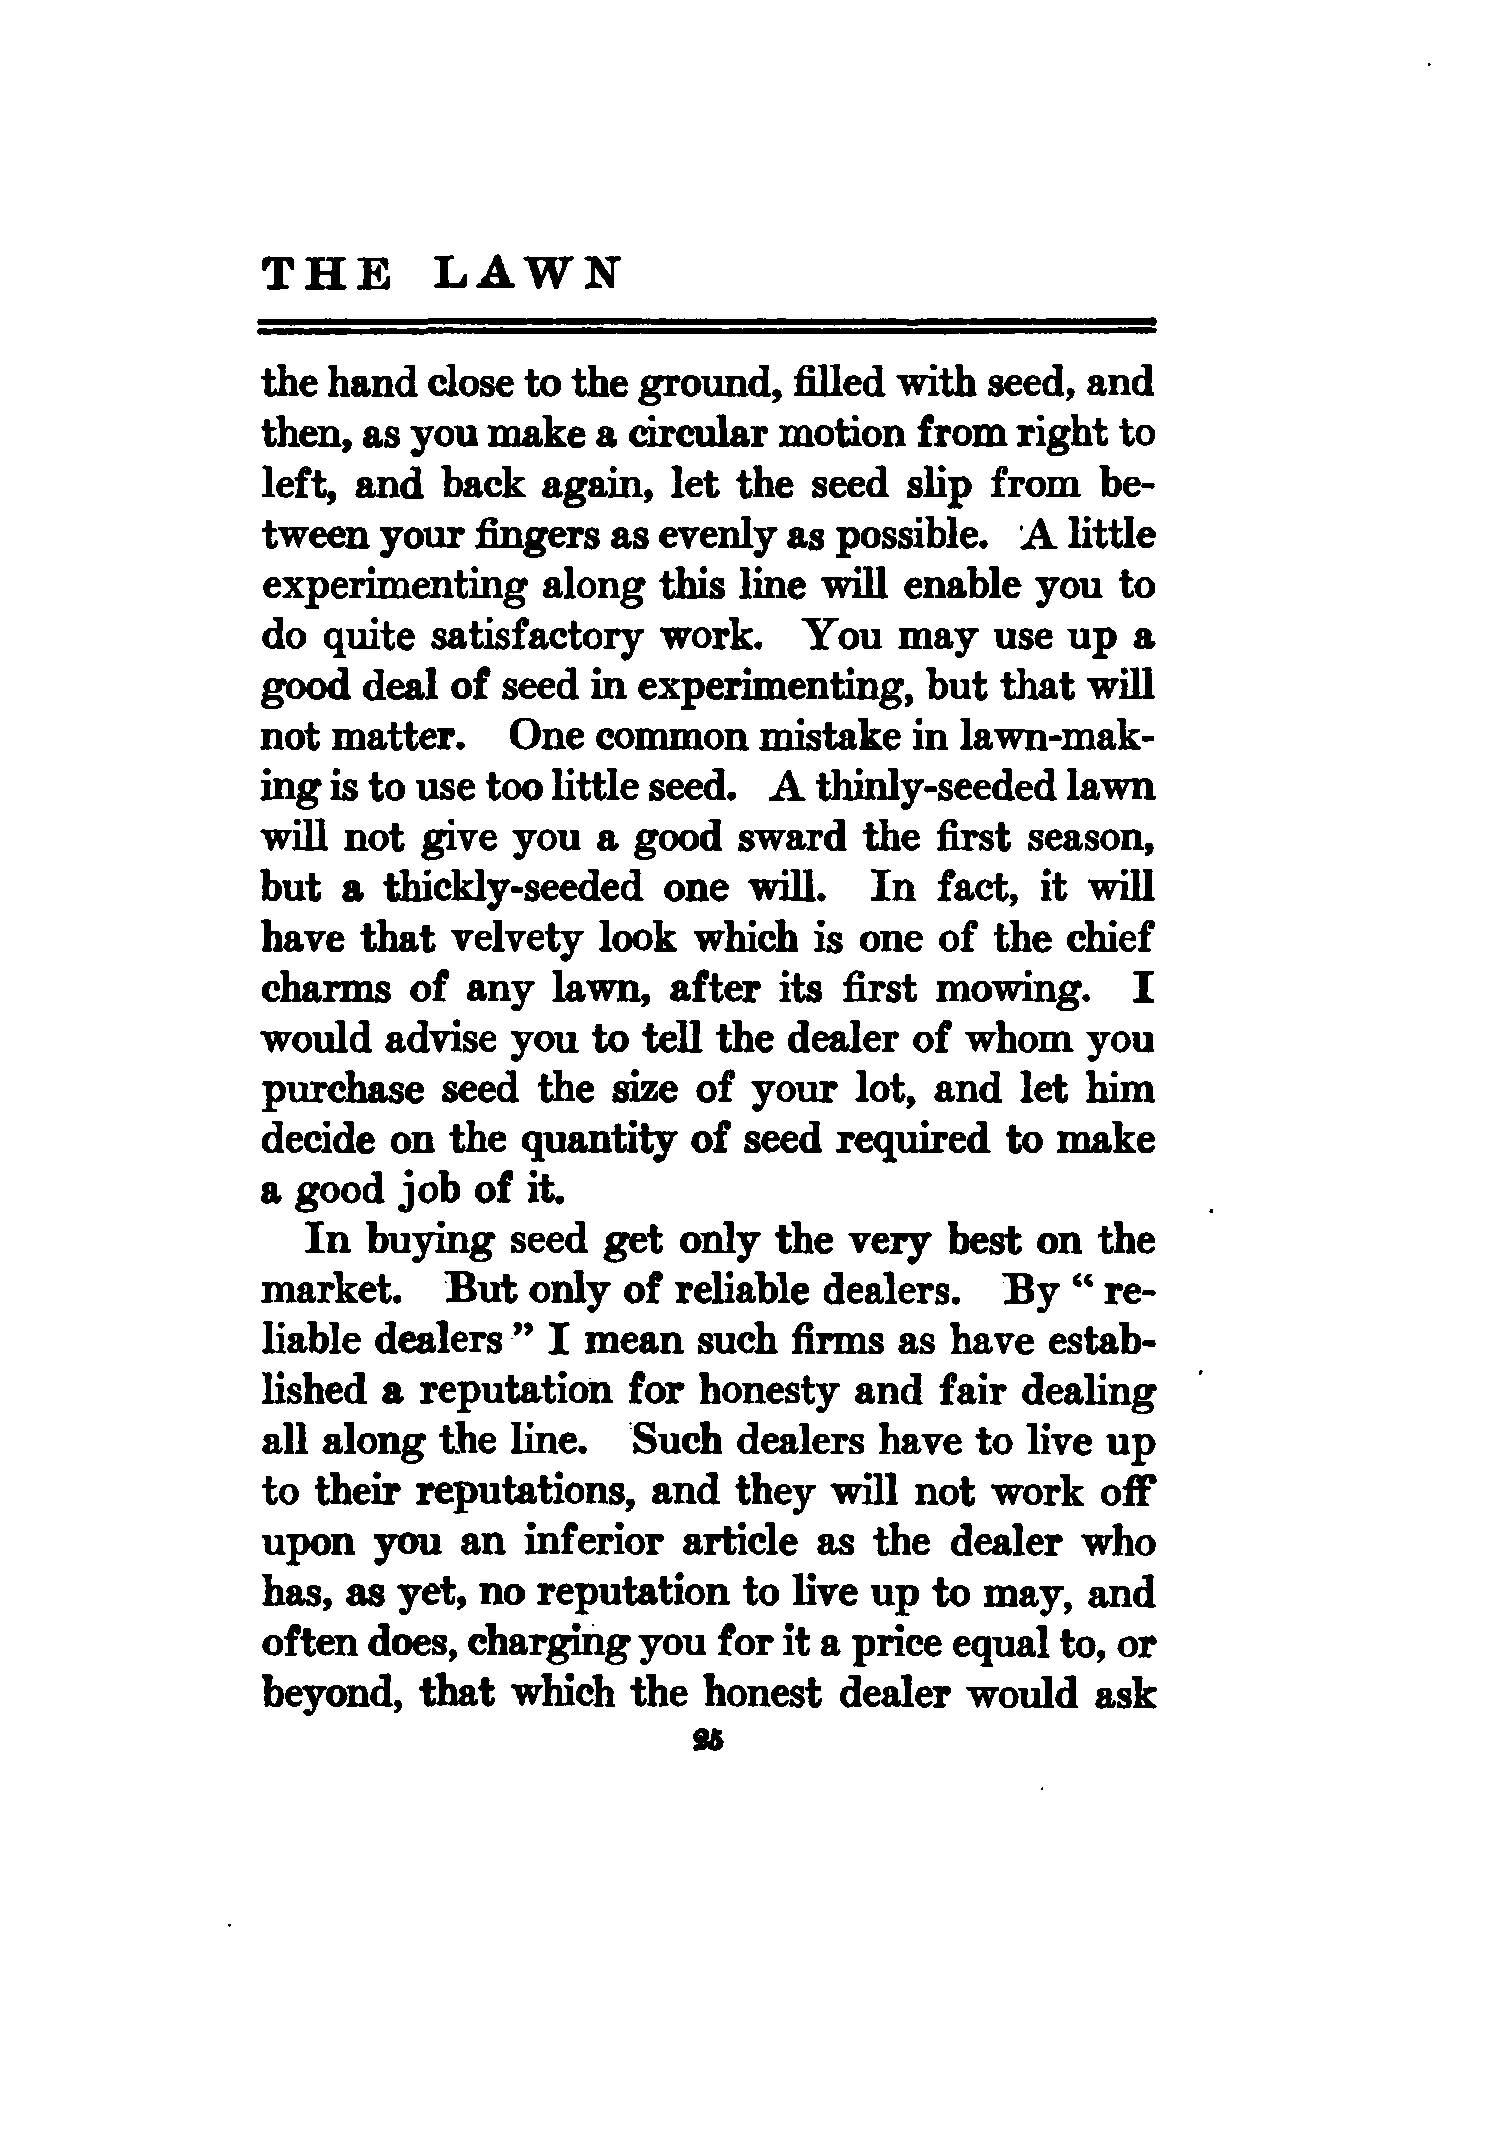 THE LAWN
the hand close to the ground, filled with seed, and
then, as you make a circular motion from right to
left, and back again, let the seed slip from be-
tween your fingers as evenly as possible. A little
experimenting along this line will enable you to
do quite satisfactory work. You may use up a
good deal of seed in experimenting, but that will
not matter. One common mistake in lawn-mak-
ing is to use too little seed. A thinly-seeded lawn
will not give you a good sward the first season,
but a thickly-seeded one will. In fact, it will
have that velvety look which is one of the chief
charms of any lawn, after its first mowing. I
would advise you to tell the dealer of whom you
purchase seed the size of your lot, and let him
decide on the quantity of seed required to make
a good job of it.
In buying seed get only the very best on the
market. But only of reliable dealers. By “ re-
liable dealers ” I mean such firms as have estab-
lished a reputation for honesty and fair dealing
all along the line. Such dealers have to live up
to their reputations, and they will not work off
upon you an inferior article as the dealer who
has, as yet, no reputation to live up to may, and
often does, charging you for it a price equal to, or
beyond, that which the honest dealer would ask
25